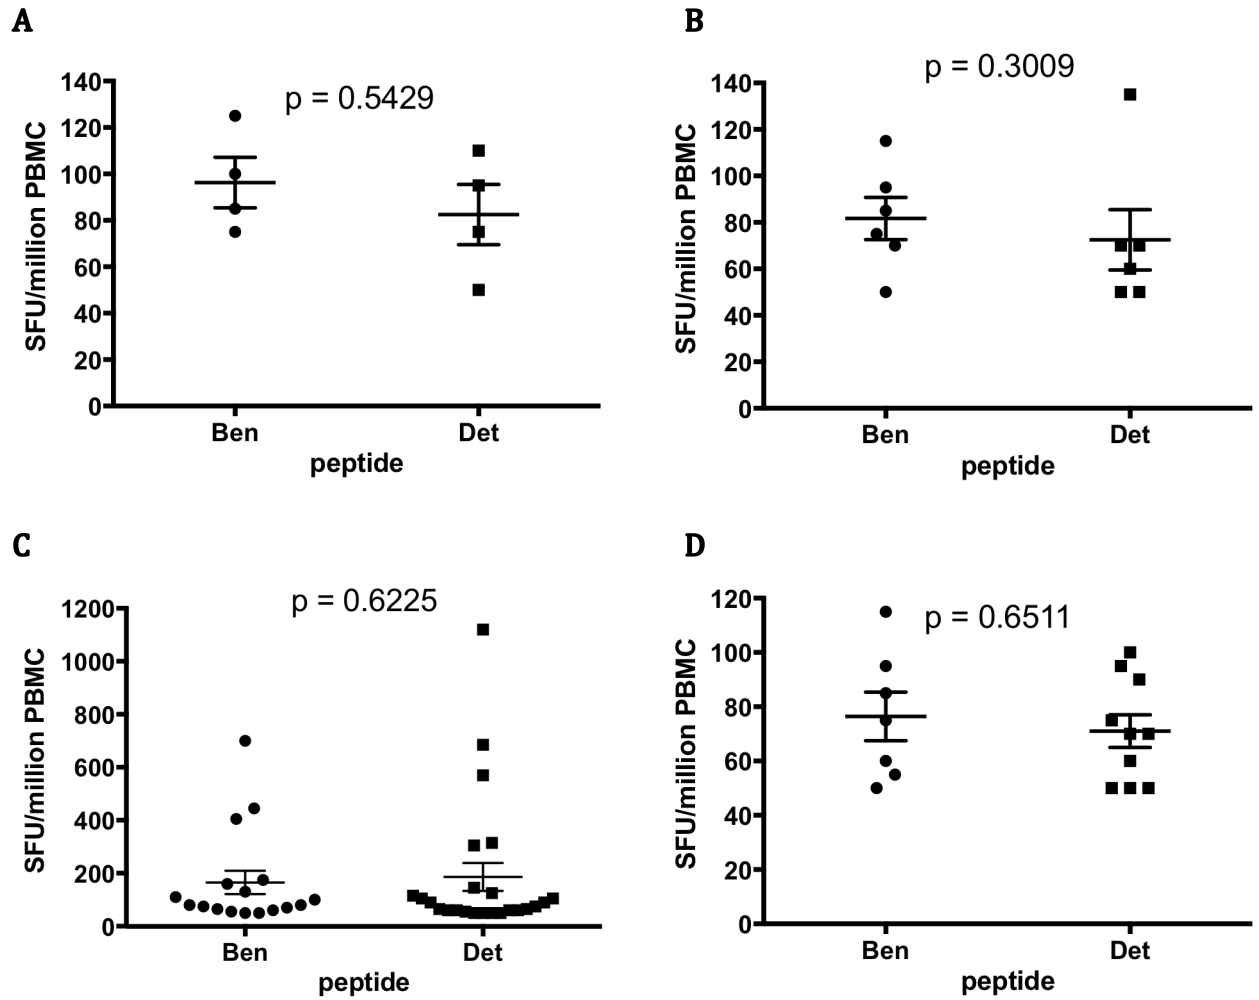 A
p = 0.5429
SFU/million PBMC
140
120
100
80
60
40
20
0
Ben
Det
peptide
B
p = 0.3009
SFU/million PBMC
140
120
100
80
60
40
20
0
Ben
Det
peptide
C
p = 0.6225
SFU/million PBMC
1200
1000
800
600
400
200
0
Ben
Det
peptide
D
p = 0.6511
SFU/million PBMC
120
100
80
60
40
20
0
Ben
Det
peptide